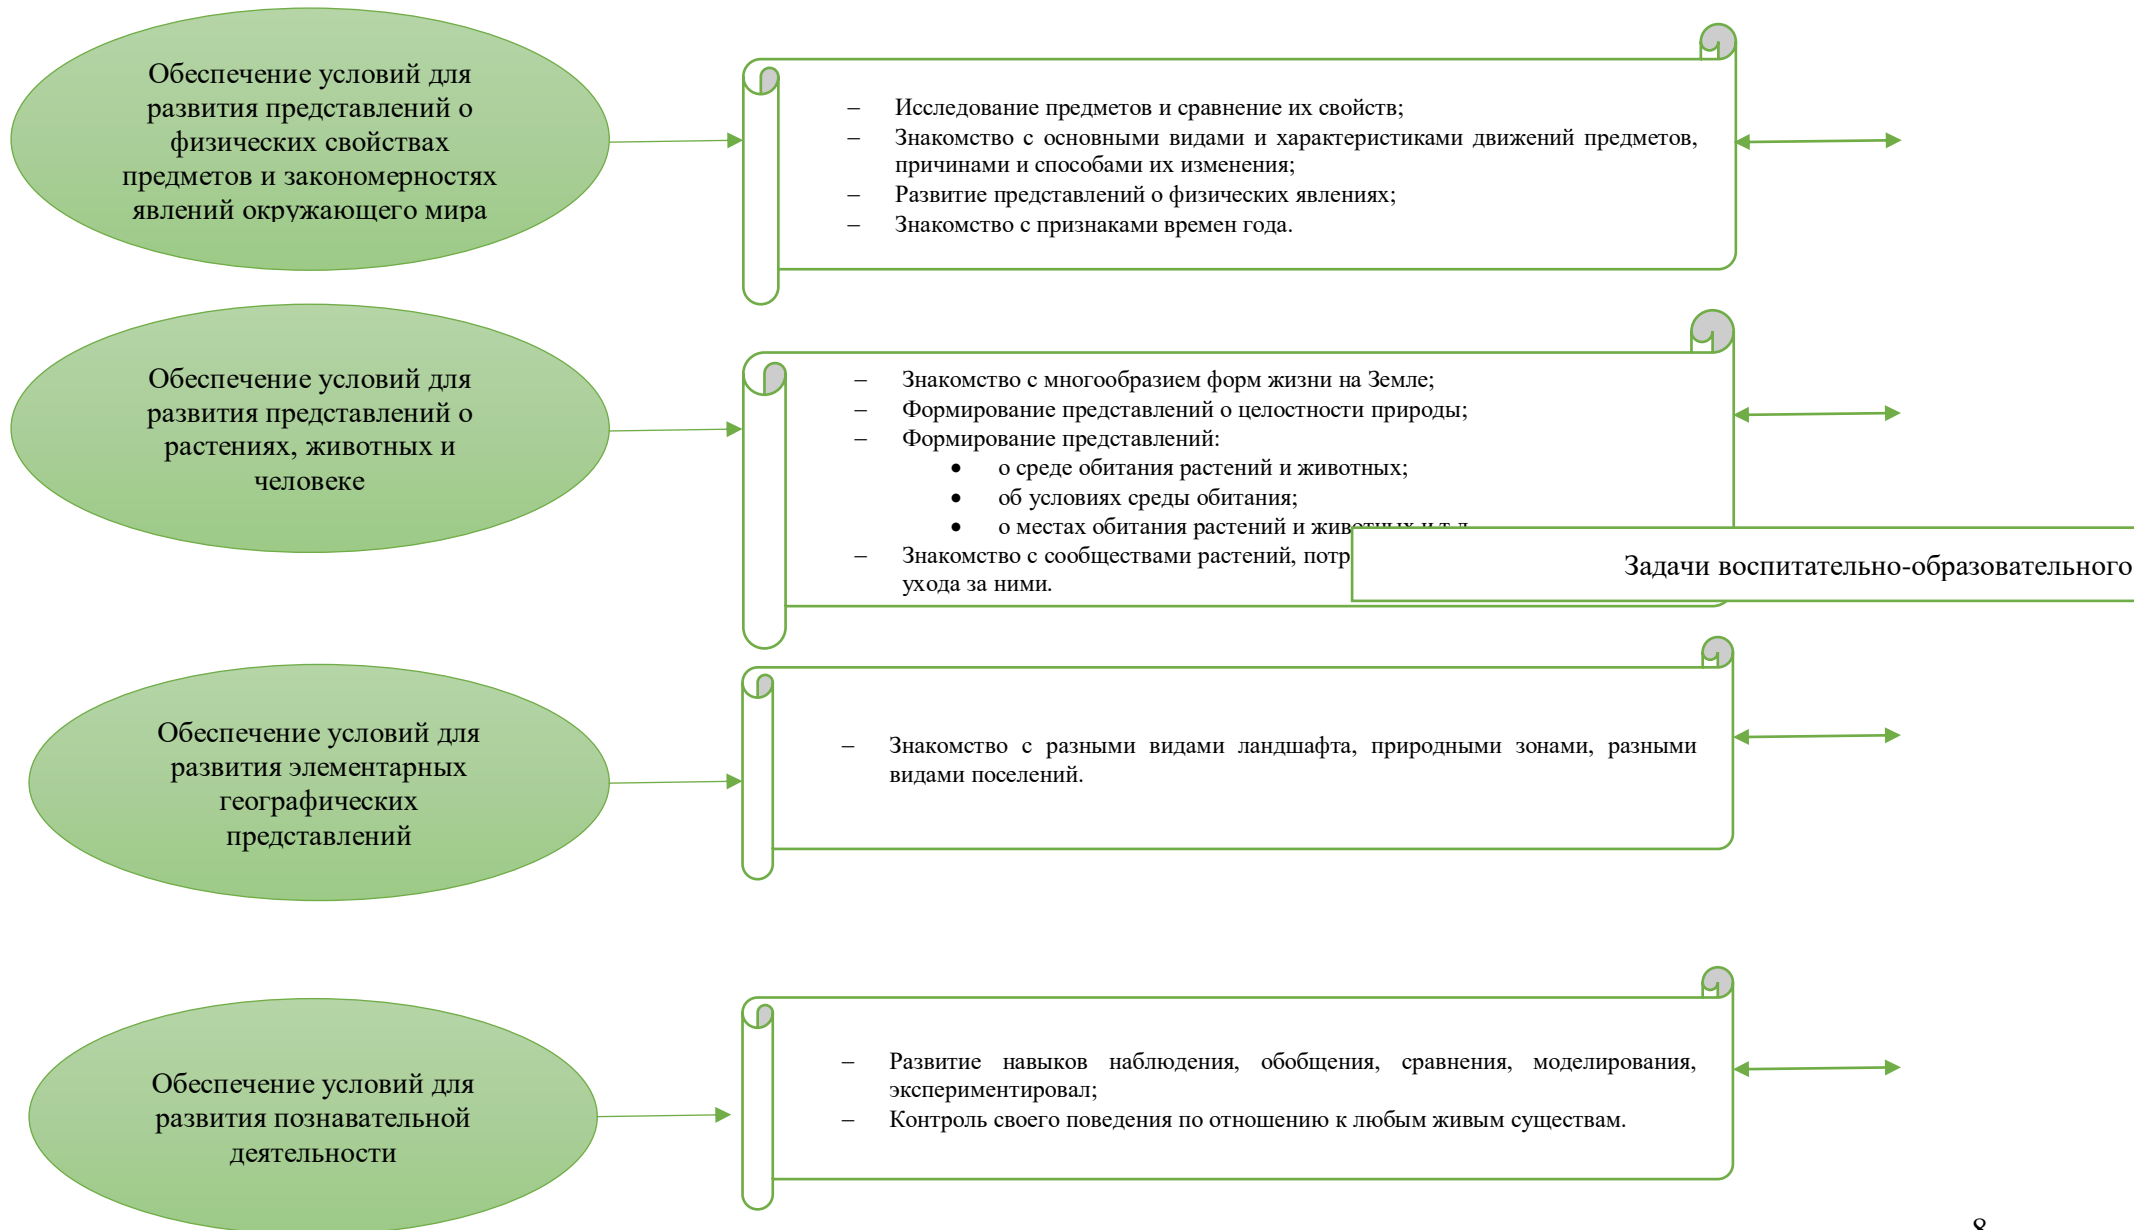 Обеспечение условий для
развития представлений о
физических свойствах
предметов и закономерностях
явлений окружающего мира
– Исследование предметов и сравнение их свойств;
– Знакомство с основными видами и характеристиками движений предметов,
причинами и способами их изменения;
– Развитие представлений о физических явлениях;
– Знакомство с признаками времен года.
Обеспечение условий для
развития представлений о
растениях, животных и
человеке
– Знакомство с многообразием форм жизни на Земле;
– Формирование представлений о целостности природы;
– Формирование представлений:
• о среде обитания растений и животных;
• об условиях среды обитания;
• о местах обитания растений и животных и т.д
– Знакомство с сообществами растений, потр
ухода за ними.
Задачи воспитательно-образовательного
Обеспечение условий для
развития элементарных
географических
представлений
– Знакомство с разными видами ландшафта, природными зонами, разными
видами поселений.
Обеспечение условий для
развития познавательной
деятельности
– Развитие навыков наблюдения, обобщения, сравнения, моделирования,
экспериментировал;
– Контроль своего поведения по отношению к любым живым существам.
8